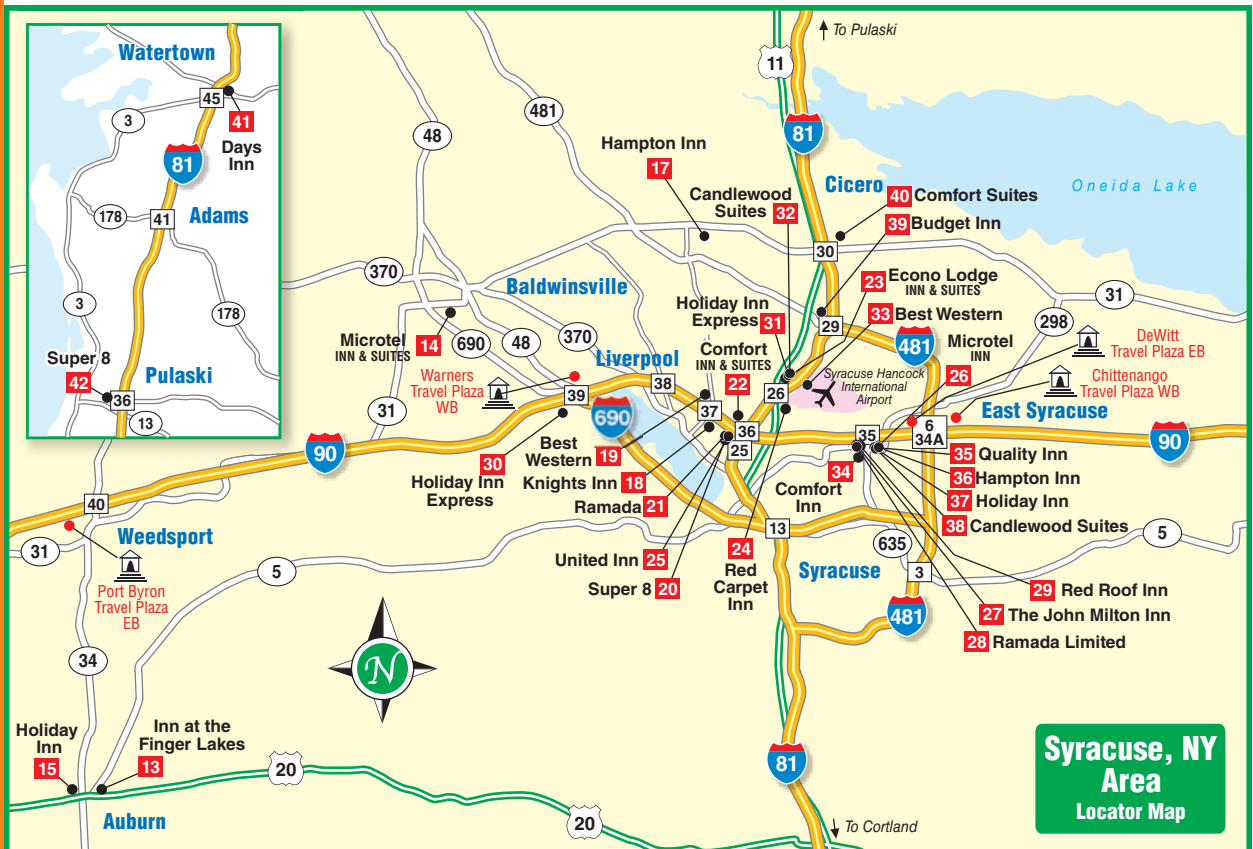 Watertown
45
3
41
Days
Inn
81
178
41
Adams
3
178
Super 8
42
Pulaski
36
13
To Pulaski
11
481
48
81
Hampton Inn
17
Candlewood
Suites 32
Cicero
40 Comfort Suites
39 Budget Inn
Oneida Lake
30
370
Baldwinsville
23 Econo Lodge
INN & SUITES
31
Holiday Inn
Express 31
33 Best Western
298
Microtel
INN & SUITES
14
690
48
370
29
481
Microtel
INN
26
DeWitt
Travel Plaza EB
Liverpool
Comfort
INN & SUITES
22
Warners
Travel Plaza
WB
38
39
26
Syracuse Hancock
International
Airport
Chittenango
Travel Plaza WB
31
690
37
East Syracuse
90
36
25
35
6
34A
90
30
Holiday Inn
Express
Best
Western 19
Knights Inn 18
34
Comfort
Inn
35 Quality Inn
36 Hampton Inn
37 Holiday Inn
38 Candlewood Suites
40
Ramada 21
13
Weedsport
31
5
United Inn 25
24
Red
Carpet
Inn
Syracuse
635
5
3
Super 8 20
29 Red Roof Inn
Port Byron
Travel Plaza
EB
481
27 The John Milton Inn
28 Ramada Limited
34
N
Holiday
Inn
15
Inn at the
Finger Lakes
13
20
81
Syracuse, NY
Area
Locator Map
Auburn
20
To Cortland